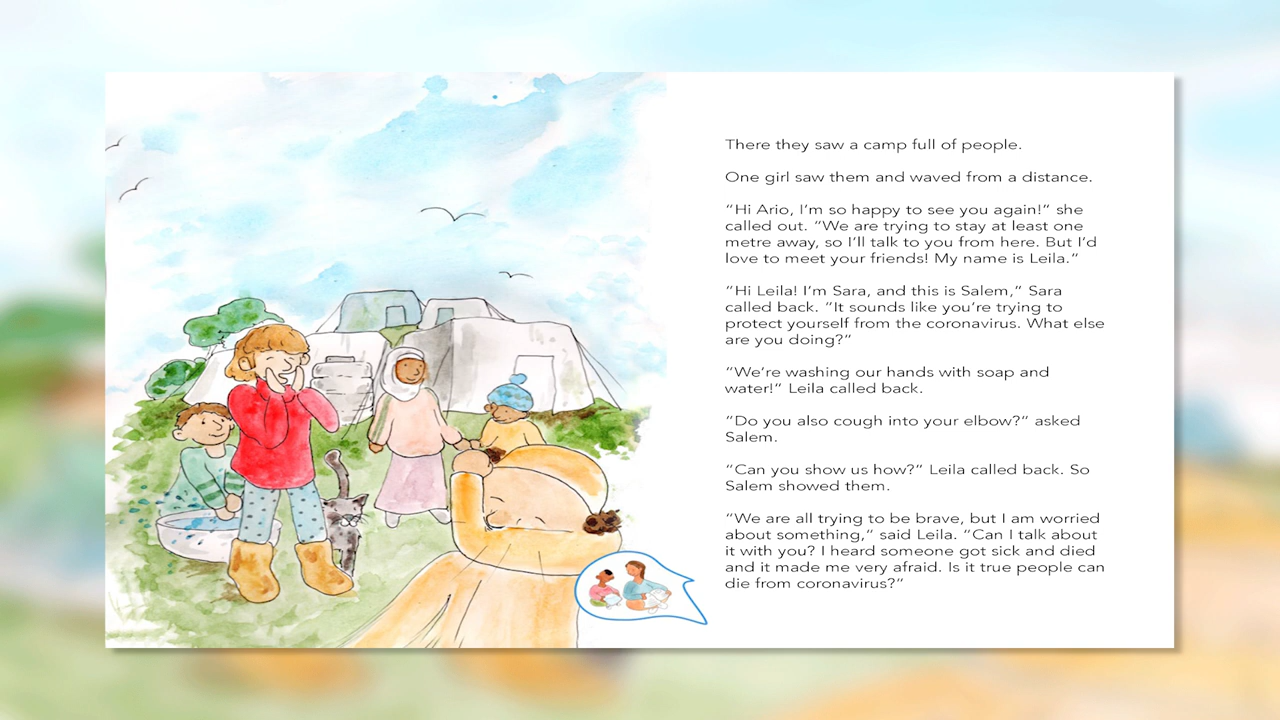 There they saw a camp full of people.
One girl saw them and waved from a distance.
“Hi Ario, I’m so happy to see you again!” she
called out. “We are trying to stay at least one
metre away, so I’ll talk to you from here. But I’d
love to meet your friends! My name is Leila.”
“Hi Leila! I’m Sara, and this is Salem,” Sara
called back. “It sounds like you’re trying to
protect yourself from the coronavirus. What else
are you doing?”
“We’re washing our hands with soap and
water!” Leila called back.
“Do you also cough into your elbow?” asked
Salem.
“Can you show us how?” Leila called back. So
Salem showed them.
“We are all trying to be brave, but I am worried
about something,” said Leila. “Can I talk about
it with you? I heard someone got sick and died
and it made me very afraid. Is it true people can
die from coronavirus?”